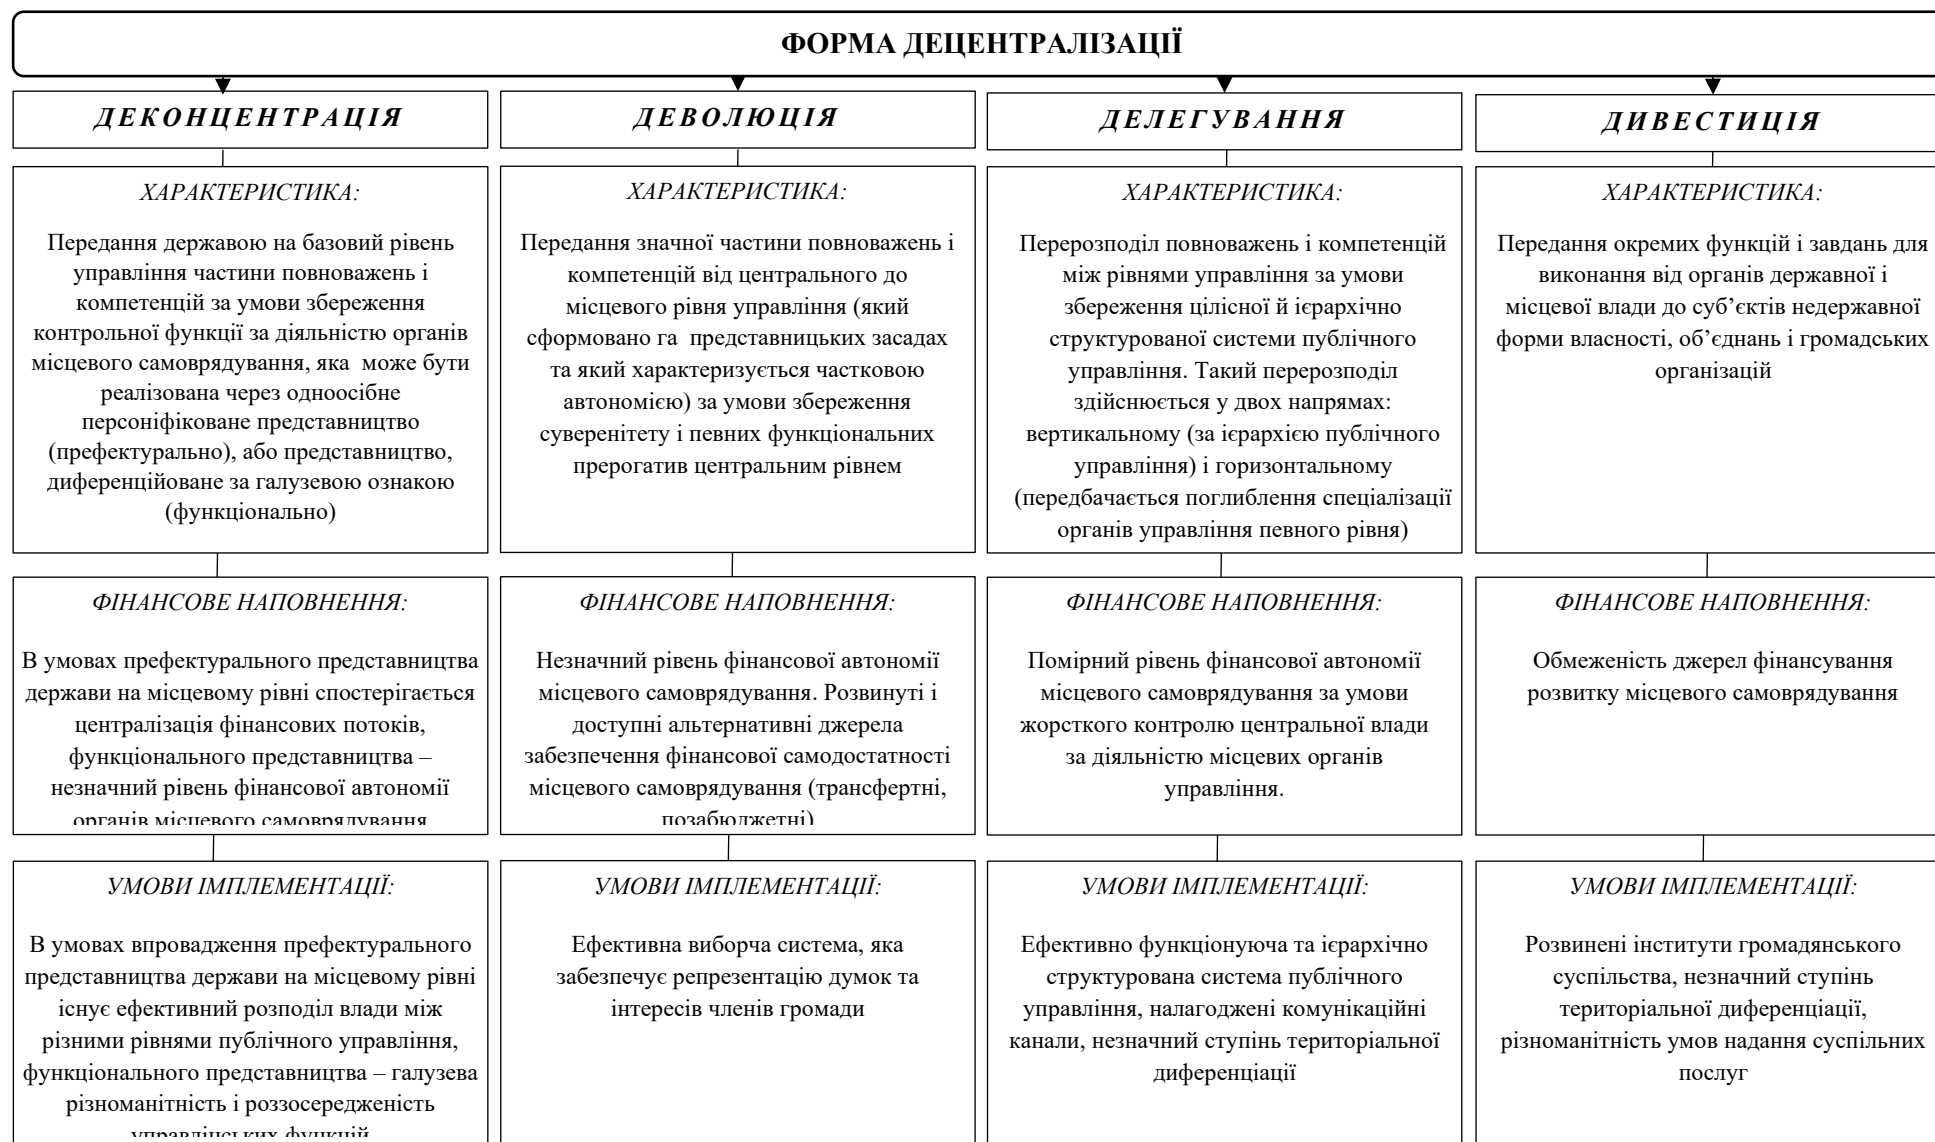 ФОРМА ДЕЦЕНТРАЛІЗАЦІЇ
ДЕКОНЦЕНТРАЦІЯ
ХАРАКТЕРИСТИКА:
Передання державою на базовий рівень
управління частини повноважень і
компетенцій за умови збереження
контрольної функції за діяльністю органів
місцевого самоврядування, яка може бути
реалізована через одноосібне
персоніфіковане представництво
(префектурально), або представництво,
диференційоване за галузевою ознакою
(функціонально)
ФІНАНСОВЕ НАПОВНЕННЯ:
В умовах префектурального представництва
держави на місцевому рівні спостерігається
централізація фінансових потоків,
функціонального представництва –
незначний рівень фінансової автономії
органів місцевого самоврядування
УМОВИ ІМПЛЕМЕНТАЦІЇ:
В умовах впровадження префектурального
представництва держави на місцевому рівні
існує ефективний розподіл влади між
різними рівнями публічного управління,
функціонального представництва – галузева
різноманітність і роззосередженість
управлінських функцій
ДЕВОЛЮЦІЯ
ХАРАКТЕРИСТИКА:
Передання значної частини повноважень і
компетенцій від центрального до
місцевого рівня управління (який
сформовано га представницьких засадах
та який характеризується частковою
автономією) за умови збереження
суверенітету і певних функціональних
прерогатив центральним рівнем
ФІНАНСОВЕ НАПОВНЕННЯ:
Незначний рівень фінансової автономії
місцевого самоврядування. Розвинуті і
доступні альтернативні джерела
забезпечення фінансової самодостатності
місцевого самоврядування (трансфертні,
позабюджетні)
УМОВИ ІМПЛЕМЕНТАЦІЇ:
Ефективна виборча система, яка
забезпечує репрезентацію думок та
інтересів членів громади
ДЕЛЕГУВАННЯ
ХАРАКТЕРИСТИКА:
Перерозподіл повноважень і компетенцій
між рівнями управління за умови
збереження цілісної й ієрархічно
структурованої системи публічного
управління. Такий перерозподіл
здійснюється у двох напрямах:
вертикальному (за ієрархією публічного
управління) і горизонтальному
(передбачається поглиблення спеціалізації
органів управління певного рівня)
ФІНАНСОВЕ НАПОВНЕННЯ:
Помірний рівень фінансової автономії
місцевого самоврядування за умови
жорсткого контролю центральної влади
за діяльністю місцевих органів
управління.
УМОВИ ІМПЛЕМЕНТАЦІЇ:
Ефективно функціонуюча та ієрархічно
структурована система публічного
управління, налагоджені комунікаційні
канали, незначний ступінь територіальної
диференціації
ДИВЕСТИЦІЯ
ХАРАКТЕРИСТИКА:
Передання окремих функцій і завдань для
виконання від органів державної і
місцевої влади до суб’єктів недержавної
форми власності, об’єднань і громадських
організацій
ФІНАНСОВЕ НАПОВНЕННЯ:
Обмеженість джерел фінансування
розвитку місцевого самоврядування
УМОВИ ІМПЛЕМЕНТАЦІЇ:
Розвинені інститути громадянського
суспільства, незначний ступінь
територіальної диференціації,
різноманітність умов надання суспільних
послуг